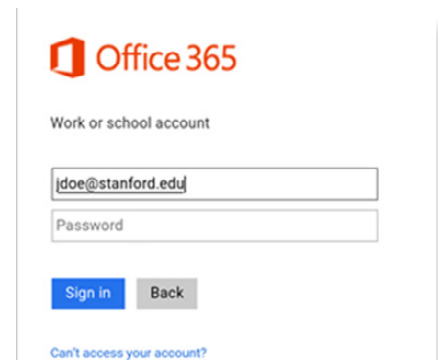 Office 365
Work or school account
jdoe@stanford.edu
Password
Sign in Back
Can't access your account?